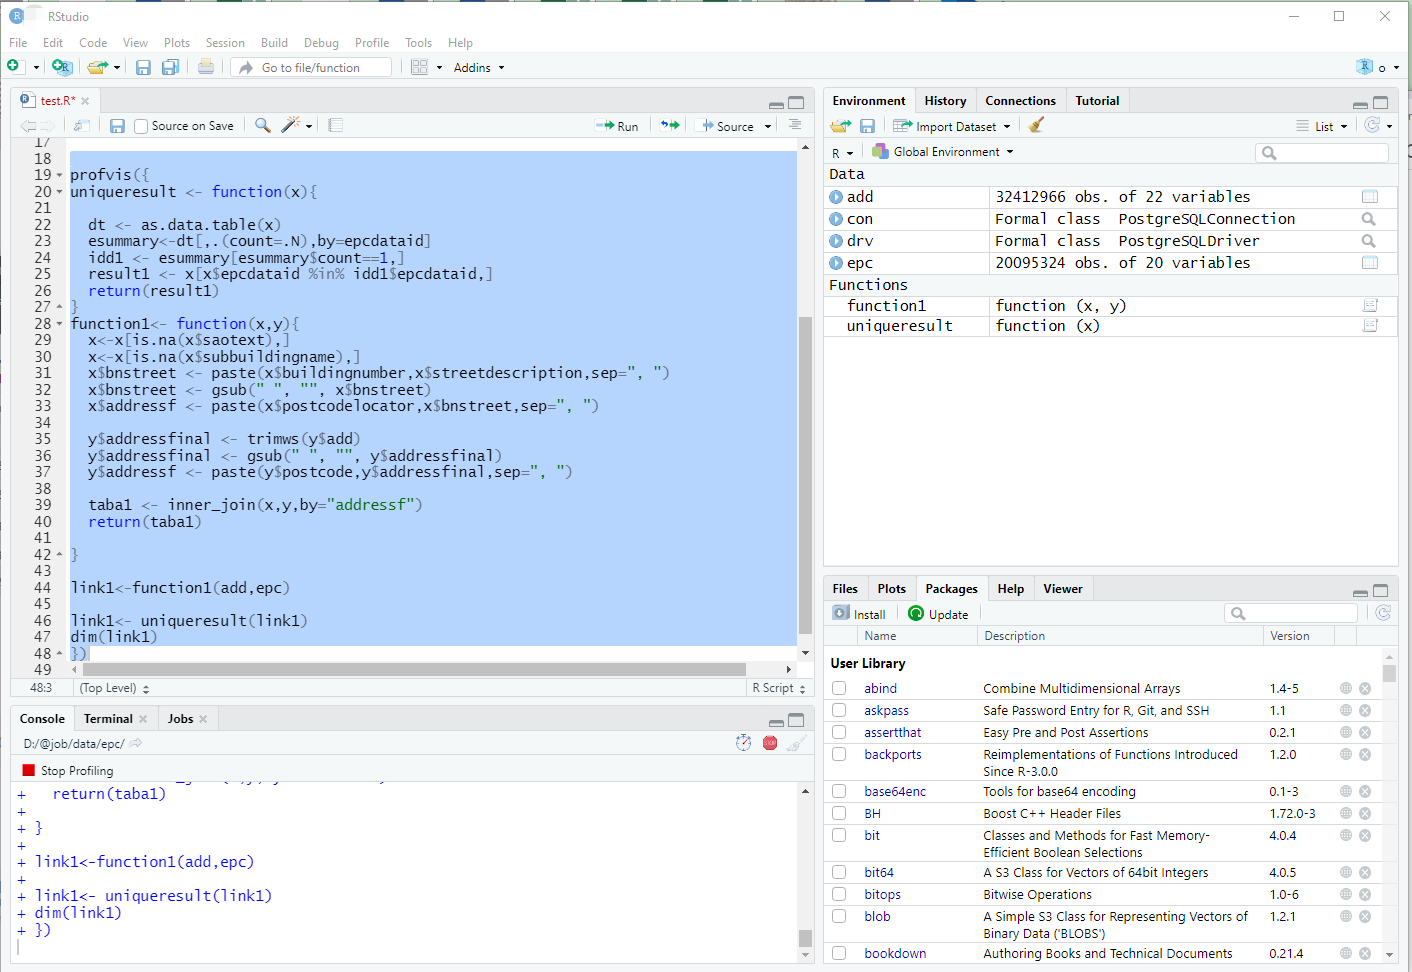 RStudio
File Edit Code View Plots Session Build Debug Profile Tools Help
Go to file/function Addins
test.R*
Source on Save Run Source
17
18
19 profvis({
20 uniqueresult <- function(x){
21
22 dt <- as.data.table(x)
23 esummary<-dt[,.(count=.N),by=epcdataid]
24 idd1 <- esummary[esummary$count==1,]
25 result1 <- x[x$epcdataid %in% idd1$epcdataid,]
26 return(result1)
27 }
28 function1<- function(x,y){
29 x<-x[is.na(x$saotext),]
30 x<-x[is.na(x$subbuildingname),]
31 x$bnstreet <- paste(x$buildingnumber,x$streetdescription,sep=", ")
32 x$bnstreet <- gsub(" ", "", x$bnstreet)
33 x$addressf <- paste(x$postcodelocator,x$bnstreet,sep=", ")
34
35 y$addressfinal <- trimws(y$add)
36 y$addressfinal <- gsub(" ", "", y$addressfinal)
37 y$addressf <- paste(y$postcode,y$addressfinal,sep=", ")
38
39 taba1 <- inner_join(x,y,by="addressf")
40 return(taba1)
41
42 }
43
44 link1<-function1(add,epc)
45
46 link1<- uniqueresult(link1)
47 dim(link1)
48 })
49
48:3 (Top Level) R Script
Console Terminal Jobs
D:/@job/data/epc/
STOP
Stop Profiling
+ return(taba1)
+
+ }
+
+ link1<-function1(add,epc)
+
+ link1<- uniqueresult(link1)
+ dim(link1)
+ })
Environment History Connections Tutorial
Import Dataset List
R Global Environment
Data
add 32412966 obs. of 22 variables
con Formal class PostgreSQLConnection
drv Formal class PostgreSQLDriver
epc 20095324 obs. of 20 variables
Functions
function1 function (x, y)
uniqueresult function (x)
Files Plots Packages Help Viewer
Install Update
Name Description Version
User Library
abind Combine Multidimensional Arrays 1.4-5
askpass Safe Password Entry for R, Git, and SSH 1.1
assertthat Easy Pre and Post Assertions 0.2.1
backports Reimplementations of Functions Introduced 1.2.0
Since R-3.0.0
base64enc Tools for base64 encoding 0.1-3
BH Boost C++ Header Files 1.72.0-3
bit Classes and Methods for Fast Memory- 4.0.4
Efficient Boolean Selections
bit64 A S3 Class for Vectors of 64bit Integers 4.0.5
bitops Bitwise Operations 1.0-6
blob A Simple S3 Class for Representing Vectors of 1.2.1
Binary Data ('BLOBS')
bookdown Authoring Books and Technical Documents 0.21.4